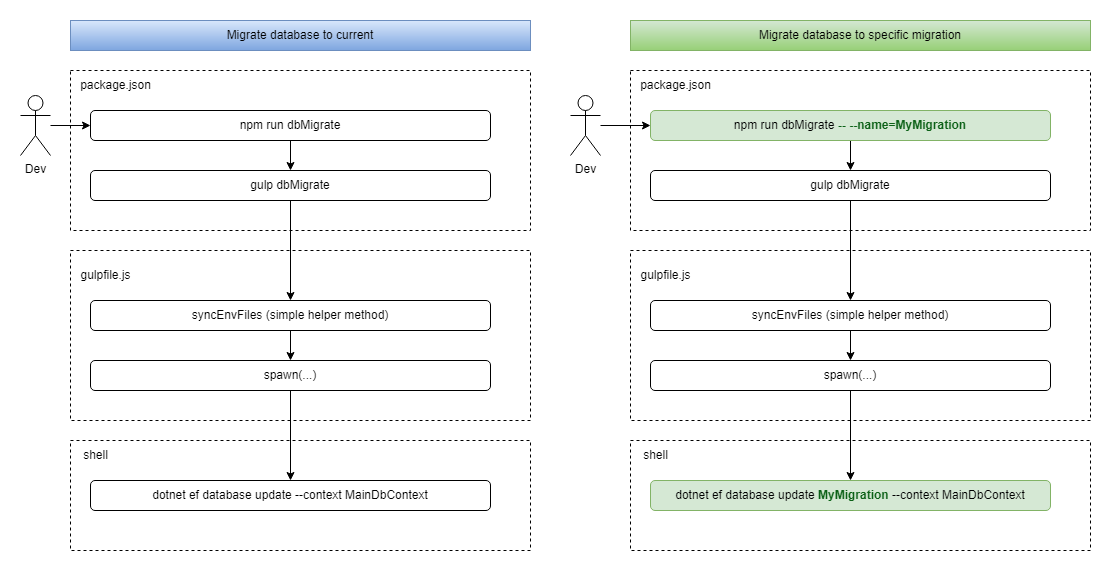 Migrate database to current
package.json
Dev
npm run dbMigrate
gulp dbMigrate
gulpfile.js
syncEnvFiles (simple helper method)
spawn(...)
shell
dotnet ef database update --context MainDbContext
Migrate database to specific migration
package.json
Dev
npm run dbMigrate -- --name=MyMigration
gulp dbMigrate
gulpfile.js
syncEnvFiles (simple helper method)
spawn(...)
shell
dotnet ef database update MyMigration --context MainDbContext